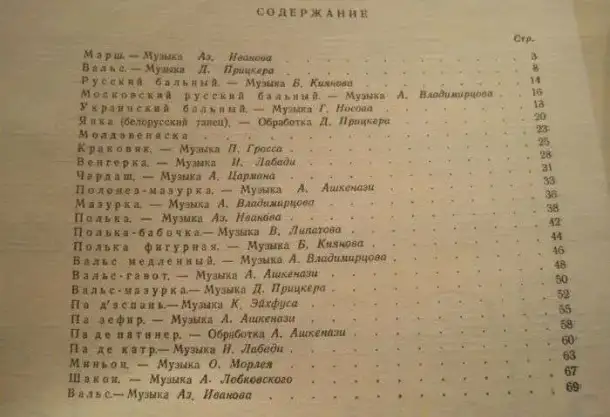 СОДЕРЖАНИЕ
Стр.
Марш. — Музыка Аз. Иванова 3
Вальс. — Музыка Д. Прицкера 8
Русский бальный. — Музыка Б. Киянова 14
Московский русский бальный. — Музыка А. Владимирцова 16
Украинский бальный. — Музыка Г. Носова 18
Янка (белорусский танец). — Обработка Д. Прицкера 20
Молдавеняска 23
Краковяк. — Музыка П. Гросса 25
Венгерка. — Музыка И. Лабади 28
Чардаш. — Музыка А. Цармана 31
Полонез-мазурка. — Музыка А. Ашкенази 33
Мазурка. — Музыка А. Владимирцова 36
Полька. — Музыка Аз. Иванова 38
Полька-бабочка. — Музыка В. Липатова 42
Полька фигурная. — Музыка Б. Киянова 44
Вальс медленный. — Музыка А. Владимирцова 46
Вальс-гавот. — Музыка А. Ашкенази 48
Вальс-мазурка. — Музыка Д. Прицкера 50
Па д'эспань. — Музыка К. Эйхфуса 52
Па зефир. — Музыка А. Ашкенази 55
Па де патинер. — Обработка А. Ашкенази 58
Па де катр. — Музыка И. Лабади 60
Миньон. — Музыка О. Морлея 63
Шакон. — Музыка А. Лобковского 67
Вальс. — Музыка Аз. Иванова 69